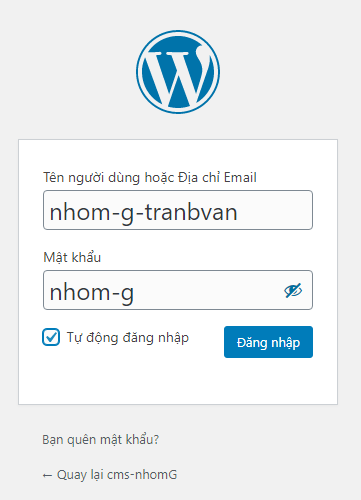 Tên người dùng hoặc Địa chỉ Email
nhom-g-tranbvan
Mật khẩu
nhom-g
Tự động đăng nhập
Đăng nhập
Bạn quên mật khẩu?
← Quay lại cms-nhomG